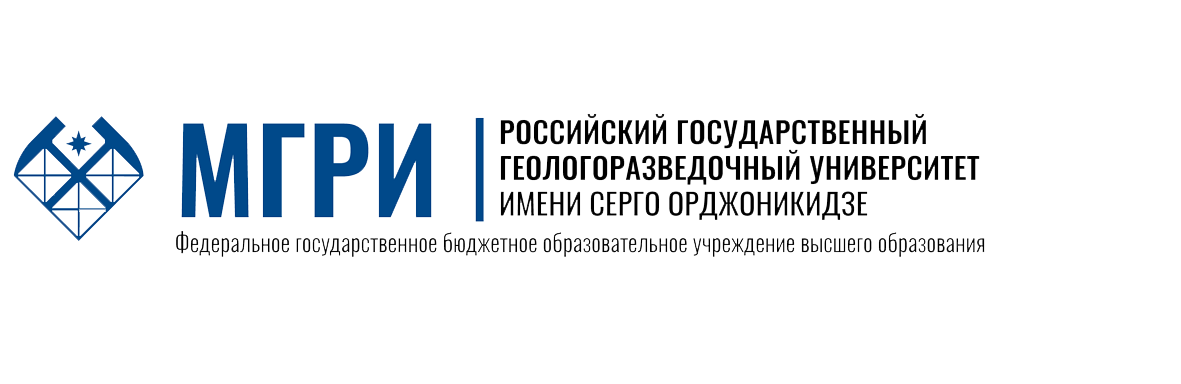 МГРИ
РОССИЙСКИЙ ГОСУДАРСТВЕННЫЙ
ГЕОЛОГОРАЗВЕДОЧНЫЙ УНИВЕРСИТЕТ
ИМЕНИ СЕРГО ОРДЖОНИКИДЗЕ
Федеральное государственное бюджетное образовательное учреждение высшего образования